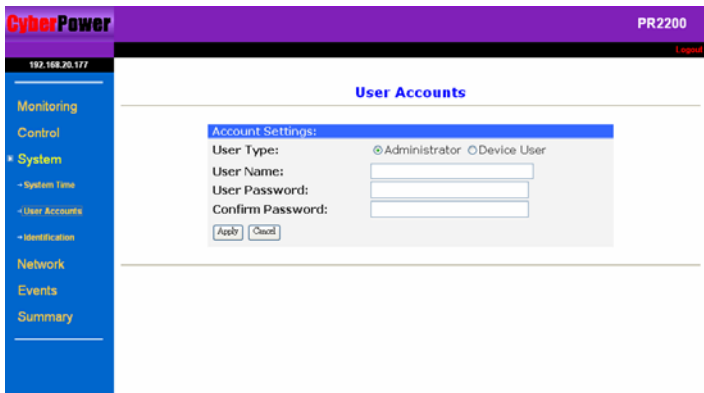 CyberPower
PR2200
Logout
192.168.20.177
Monitoring
Control
System
System Time
User Accounts
Identification
Network
Events
Summary
User Accounts
Account Settings:
User Type: Administrator Device User
User Name:
User Password:
Confirm Password:
Apply Cancel